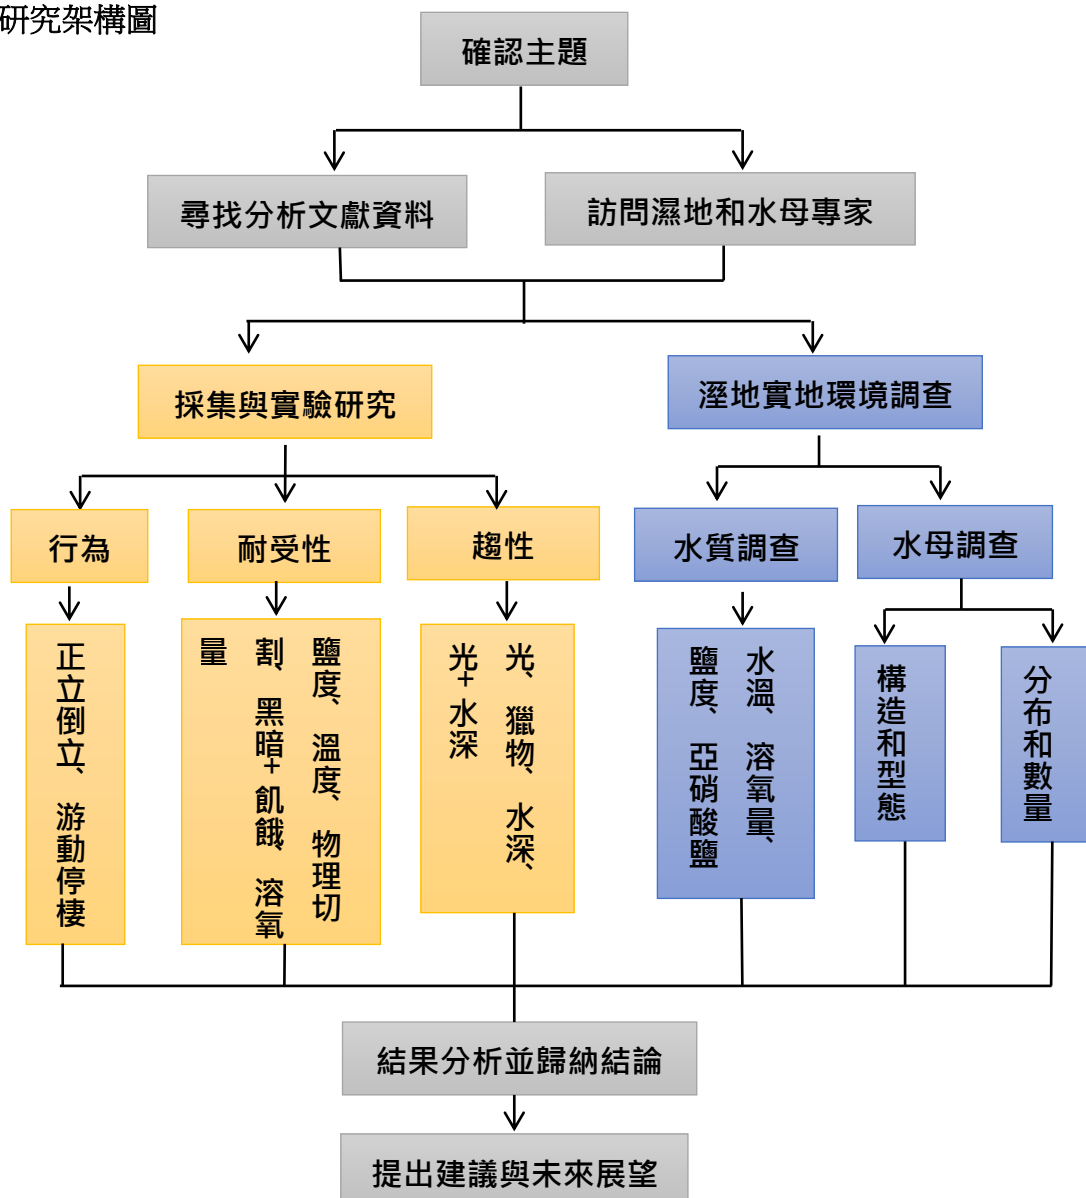 研究架構圖
確認主題
尋找分析文獻資料
訪問濕地和水母專家
採集與實驗研究
溼地實地環境調查
行為
耐受性
趨性
水質調查
水母調查
正立倒立、游動停棲
鹽度、溫度、物理切
割、黑暗+飢餓、溶氧
量
光、獵物、水深、
光+水深
水溫、溶氧量、
鹽度、亞硝酸鹽
構造和型態
分布和數量
結果分析並歸納結論
提出建議與未來展望